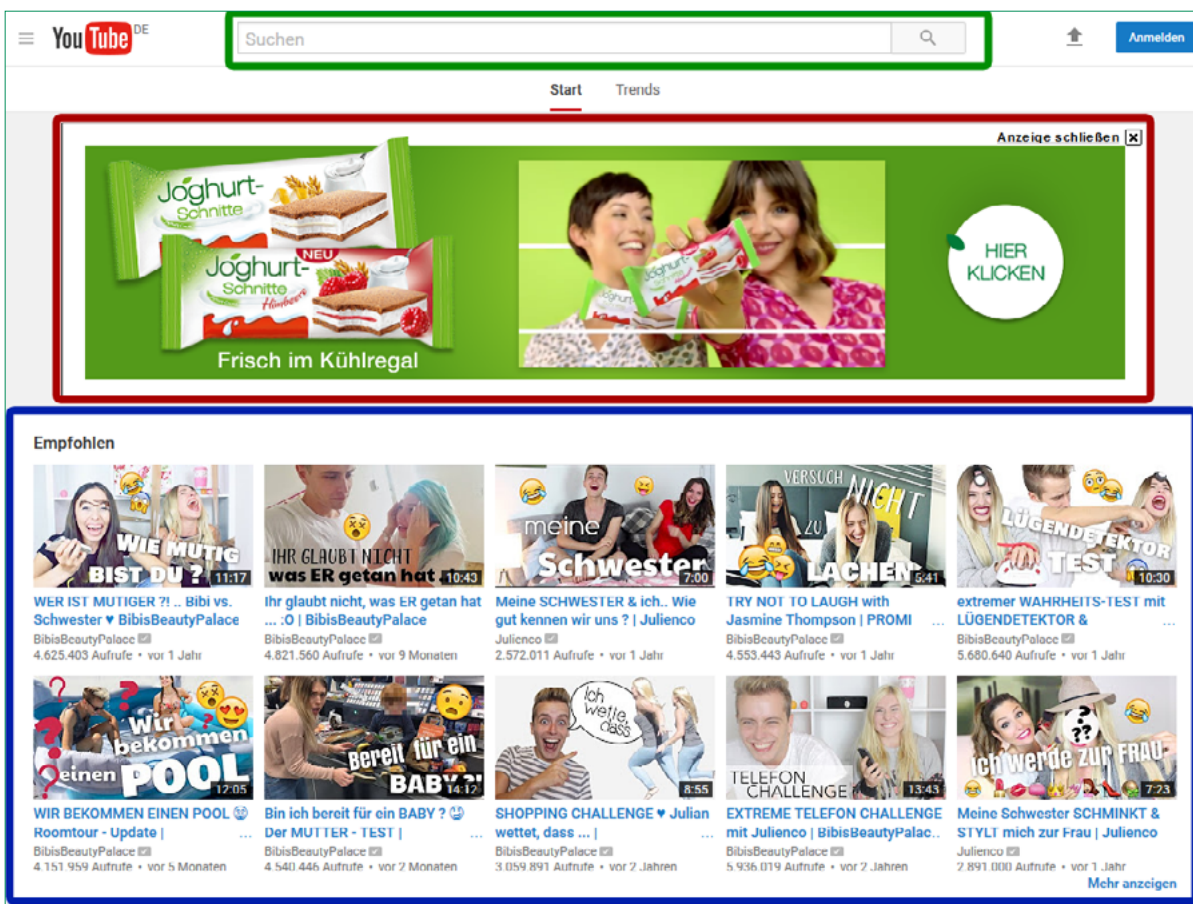 YouTube DE
Suchen
Anmelden
Start Trends
Anzeige schließen
Joghurt-
Schnitte
NEU
Joghurt-
Schnitte
Himbeere
Frisch im Kühlregal
Joghurt-
Schnitte
HIER
KLICKEN
Empfohlen
WIE MUTIG
BIST DU?
11:17
IHR GLAUBT NICHT
was ER getan hat
10:43
meine
Schwester
7:00
VERSUCH NICHT
ZU
LACHEN
5:41
LÜGENDETEKTOR
TEST
10:30
WER IST MUTIGER ?! .. Bibi vs.
Schwester ♥ BibisBeautyPalace
BibisBeautyPalace
4.625.403 Aufrufe • vor 1 Jahr
Ihr glaubt nicht, was ER getan hat
... :O | BibisBeautyPalace
BibisBeautyPalace
4.821.560 Aufrufe • vor 9 Monaten
Meine SCHWESTER & ich.. Wie
gut kennen wir uns ? | Julienco
Julienco
2.572.011 Aufrufe • vor 1 Jahr
TRY NOT TO LAUGH with
Jasmine Thompson | PROMI ...
BibisBeautyPalace
4.553.443 Aufrufe • vor 1 Jahr
extremer WAHRHEITS-TEST mit
LÜGENDETEKTOR & ...
BibisBeautyPalace
5.680.640 Aufrufe • vor 1 Jahr
Wir
bekommen
einen POOL
12:05
Bereit für ein
BABY?!
14:12
Ich
wette,
dass
8:55
TELEFON
CHALLENGE
13:43
ich werde zur FRAU
7:23
WIR BEKOMMEN EINEN POOL
Roomtour - Update | ...
BibisBeautyPalace
4.151.959 Aufrufe • vor 5 Monaten
Bin ich bereit für ein BABY ?
Der MUTTER - TEST | ...
BibisBeautyPalace
4.540.446 Aufrufe • vor 2 Monaten
SHOPPING CHALLENGE ♥ Julian
wettet, dass ... | ...
BibisBeautyPalace
3.059.891 Aufrufe • vor 2 Jahren
EXTREME TELEFON CHALLENGE
mit Julienco | BibisBeautyPalac..
BibisBeautyPalace
5.936.019 Aufrufe • vor 2 Jahren
Meine Schwester SCHMINKT &
STYLT mich zur Frau | Julienco
Julienco
2.891.000 Aufrufe • vor 1 Jahr
Mehr anzeigen